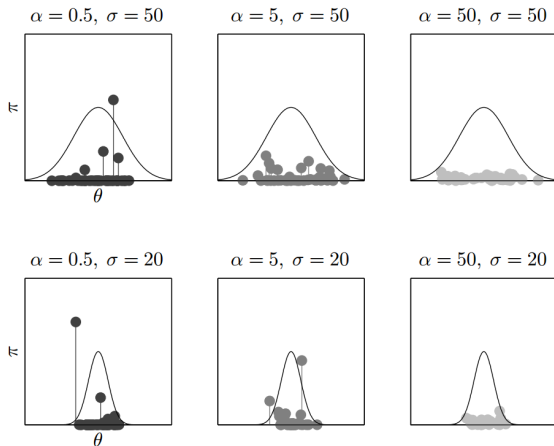 α = 0.5, σ = 50
α = 5, σ = 50
α = 50, σ = 50
π
θ
α = 0.5, σ = 20
α = 5, σ = 20
α = 50, σ = 20
π
θ